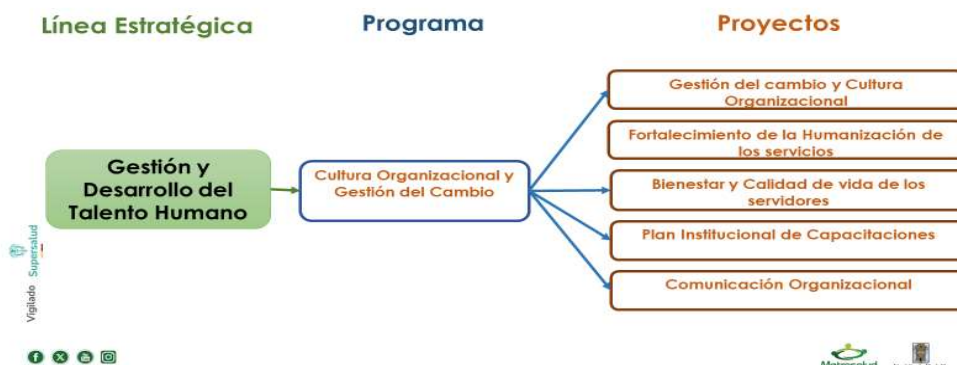 Línea Estratégica
Programa
Proyectos
Gestión y
Desarrollo del
Talento Humano
Cultura Organizacional y
Gestión del Cambio
Gestión del cambio y Cultura
Organizacional
Fortalecimiento de la Humanización de
los servicios
Bienestar y Calidad de vida de los
servidores
Plan Institucional de Capacitaciones
Comunicación Organizacional
Vigilado Supersalud
Metrosalud